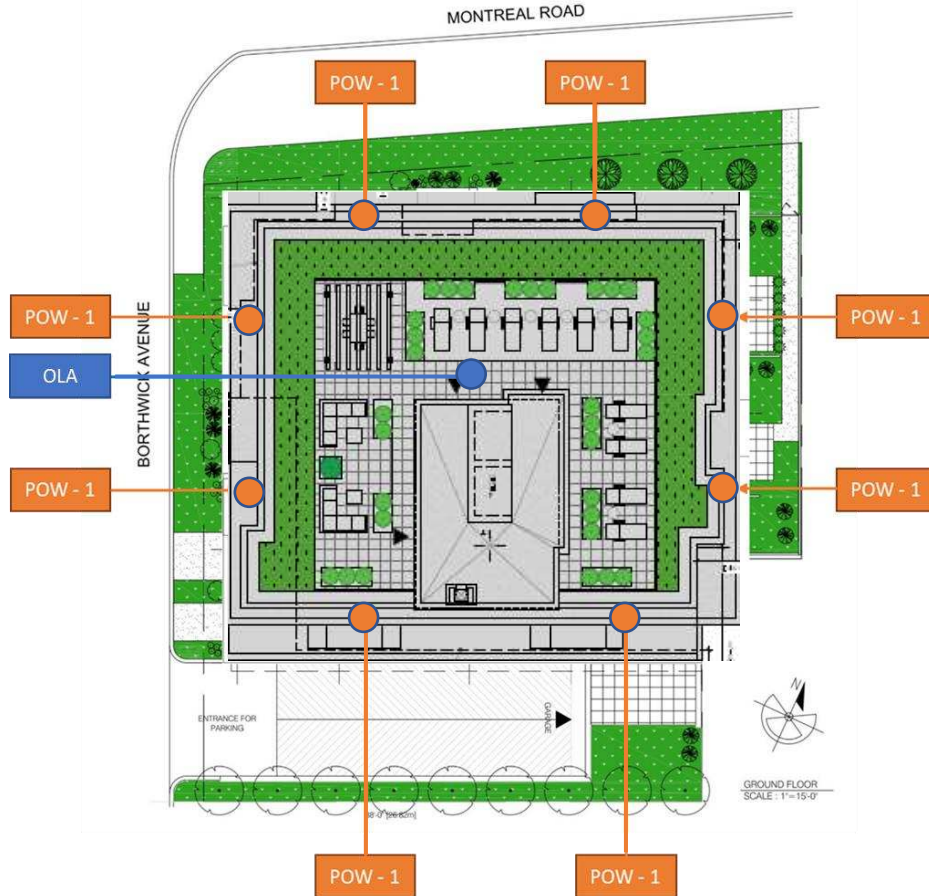 MONTREAL ROAD
POW - 1
POW - 1
BORTHWICK AVENUE
POW - 1
POW - 1
OLA
POW - 1
POW - 1
ENTRANCE FOR
PARKING
GARAGE
N
GROUND FLOOR
SCALE : 1"=15'-0"
POW - 1
POW - 1